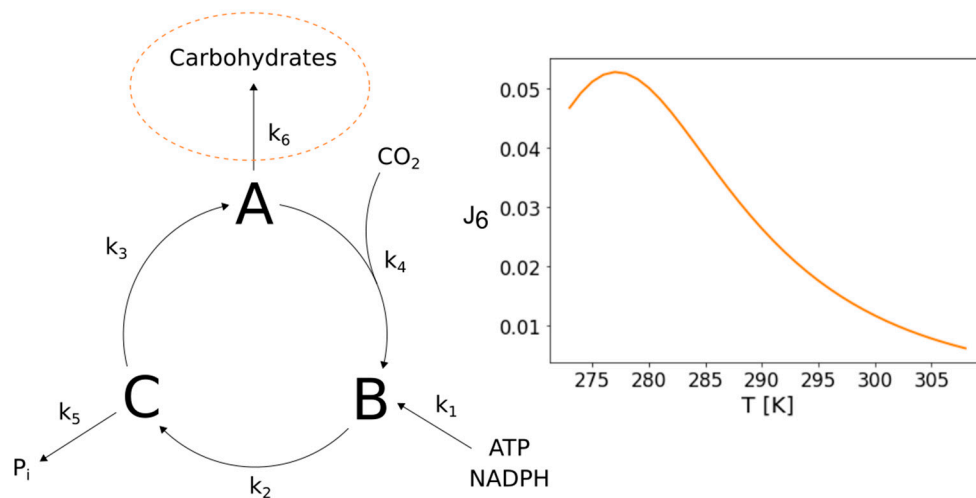 Carbohydrates
k6
CO2
A
k3
k4
C
B
k5
k1
Pi
ATP
NADPH
k2
0.05
0.04
0.03
J6
0.02
0.01
275 280 285 290 295 300 305
T [K]